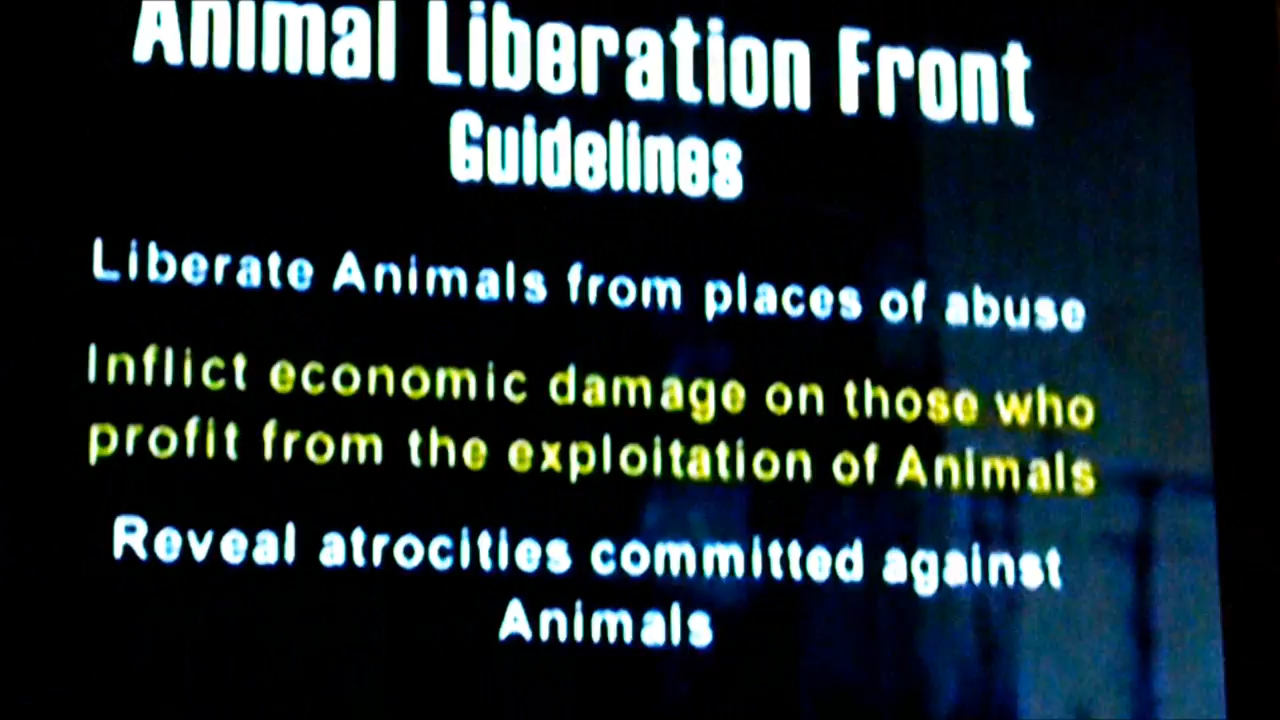 Animal Liberation Front
Guidelines
Liberate Animals from places of abuse
Inflict economic damage on those who
profit from the exploitation of Animals
Reveal atrocities committed against
Animals